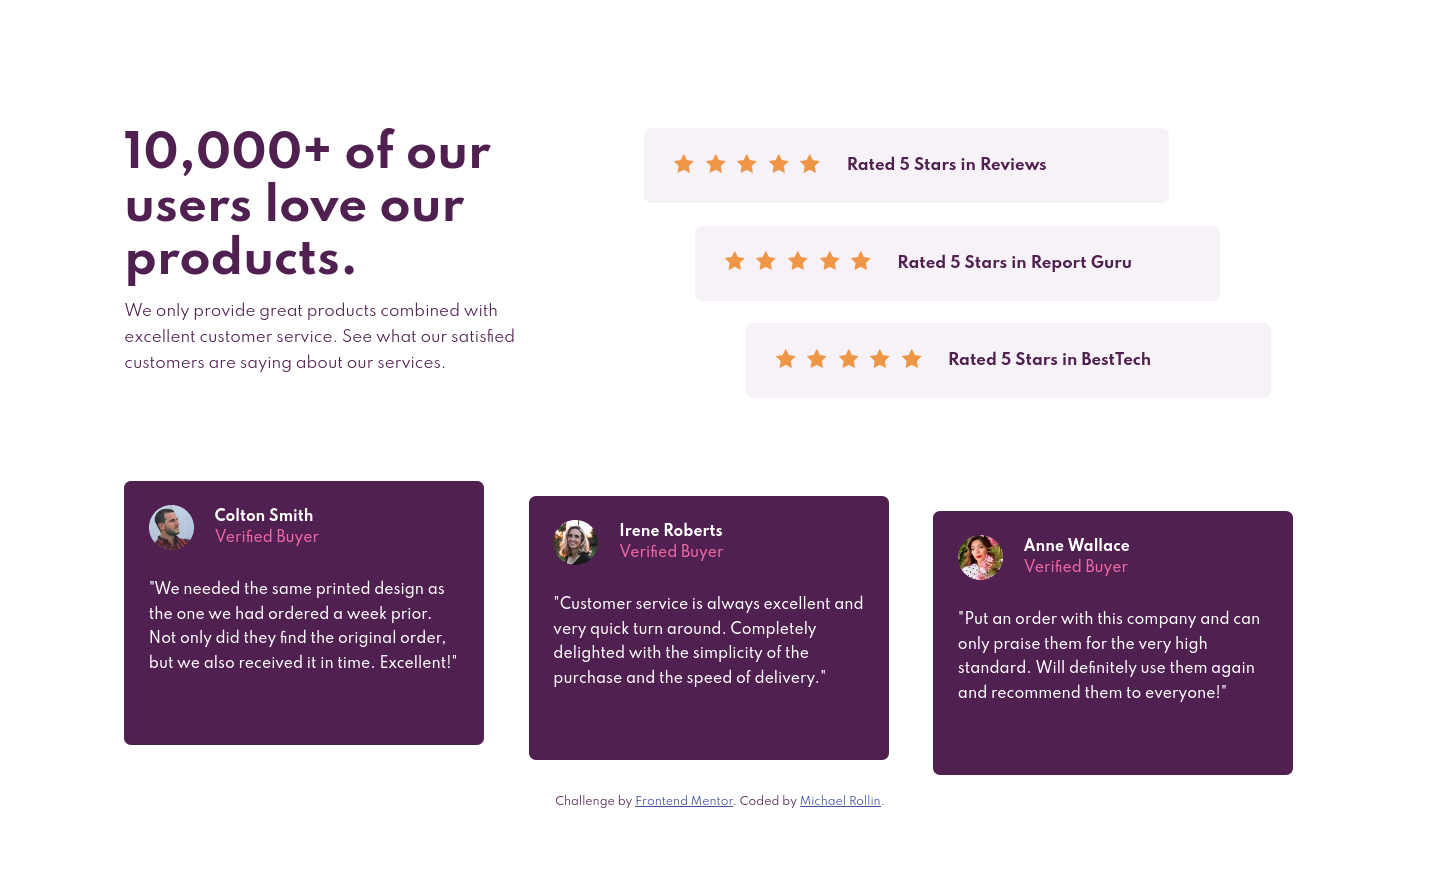 10,000+ of our
users love our
products.
We only provide great products combined with
excellent customer service. See what our satisfied
customers are saying about our services.
Rated 5 Stars in Reviews
Rated 5 Stars in Report Guru
Rated 5 Stars in BestTech
Colton Smith
Verified Buyer
"We needed the same printed design as
the one we had ordered a week prior.
Not only did they find the original order,
but we also received it in time. Excellent!"
Irene Roberts
Verified Buyer
"Customer service is always excellent and
very quick turn around. Completely
delighted with the simplicity of the
purchase and the speed of delivery."
Anne Wallace
Verified Buyer
"Put an order with this company and can
only praise them for the very high
standard. Will definitely use them again
and recommend them to everyone!"
Challenge by Frontend Mentor. Coded by Michael Rollin.